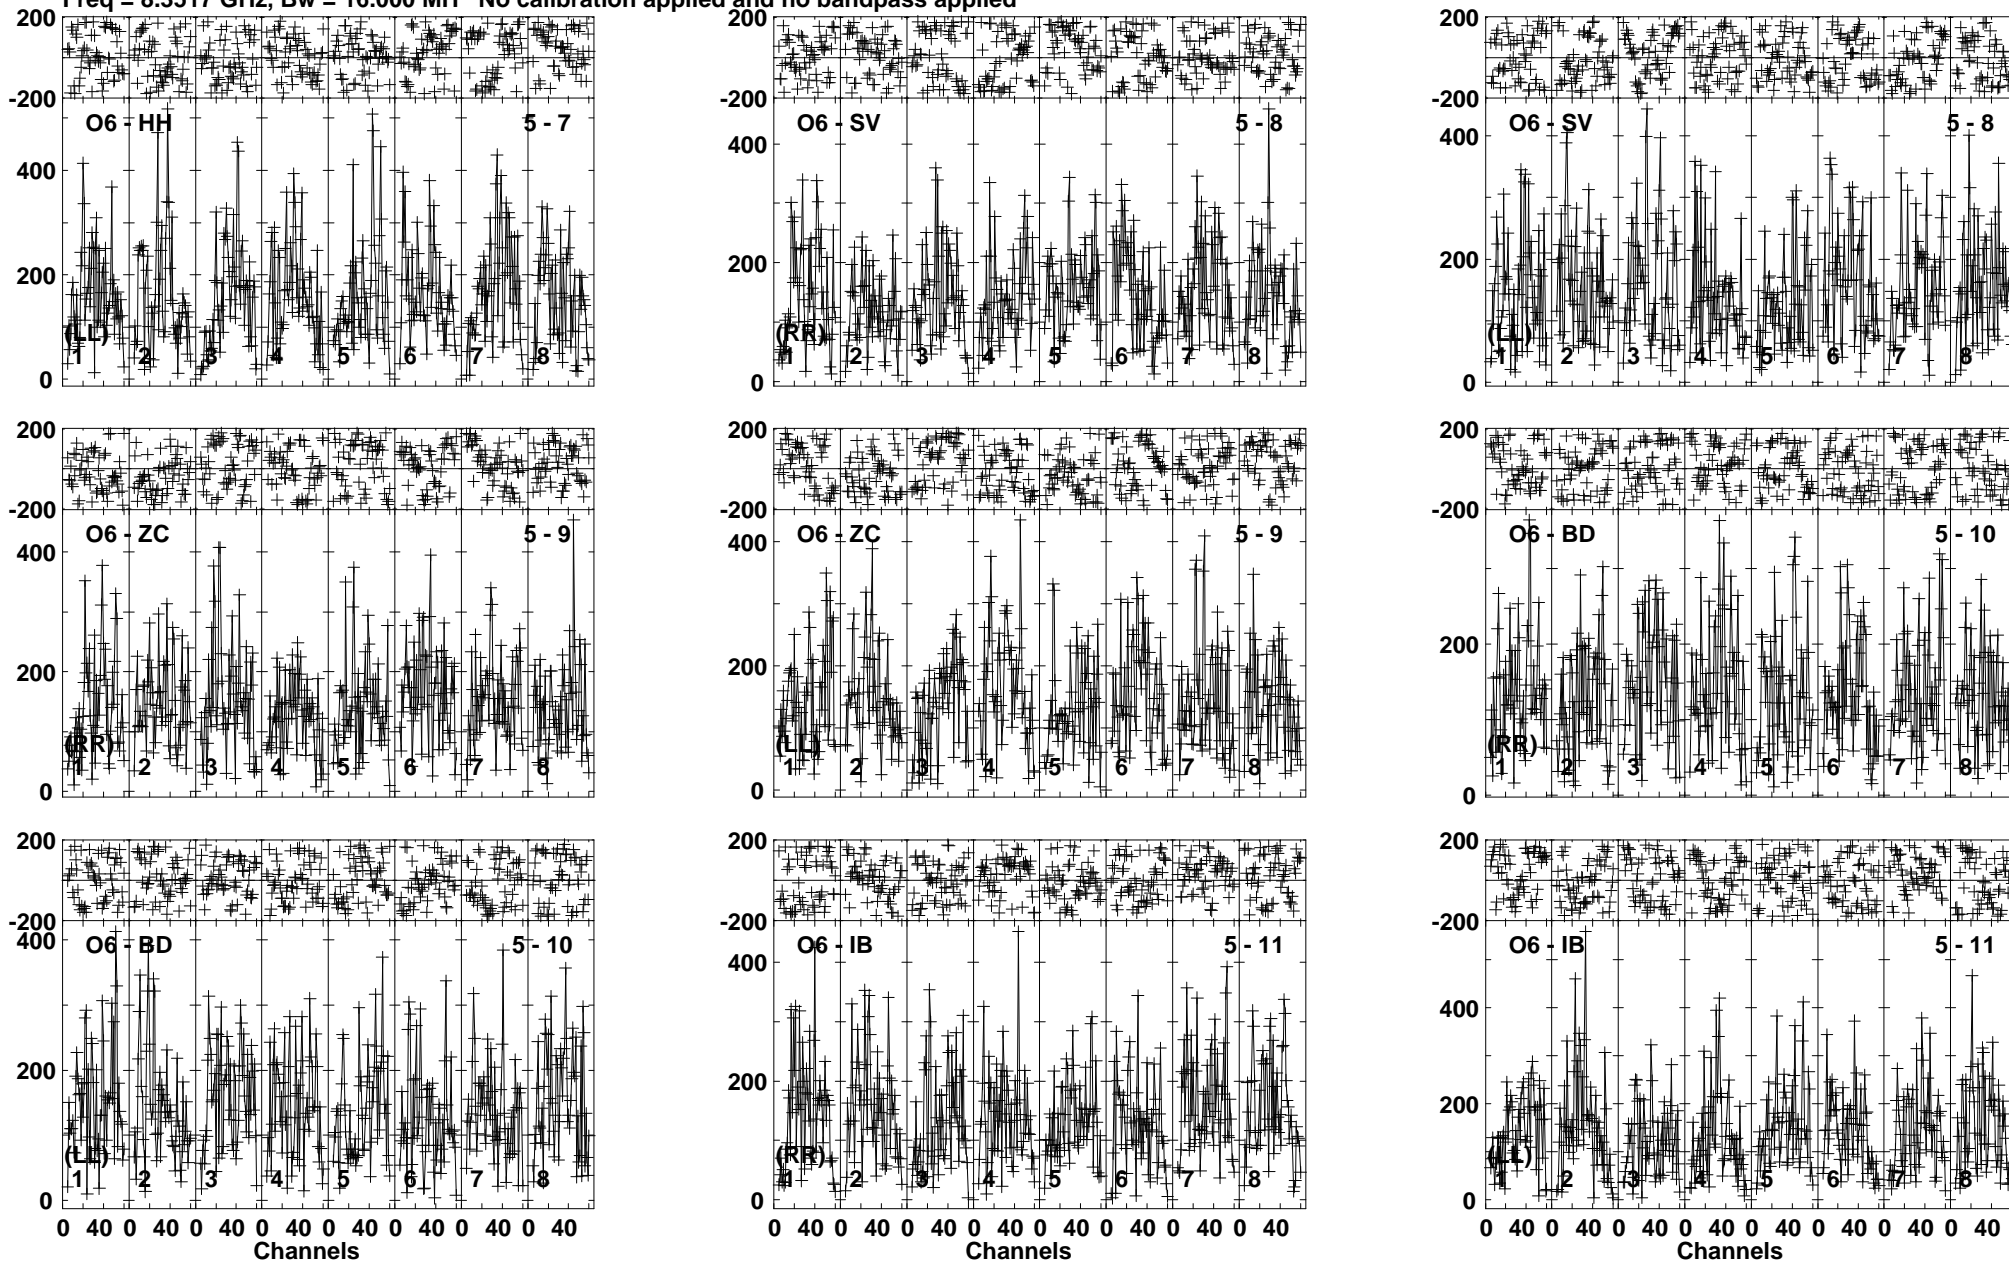 Freq = 8.3517 GHz, Bw = 16.000 MH No calibration applied and no bandpass applied
200 200 200
-200 -200 -200
O6 - HH 5 - 7 O6 - SV 5 - 8 O6 - SV 5 - 8
400 400 400
200 200 200
(LL) (RR) (LL)
1 2 3 4 5 6 7 8 1 2 3 4 5 6 7 8 1 2 3 4 5 6 7 8
0 0 0
200 200 200
-200 -200 -200
O6 - ZC 5 - 9 O6 - ZC 5 - 9 O6 - BD 5 - 10
400 400
200 200 200
(RR) (LL) (RR)
1 2 3 4 5 6 7 8 1 2 3 4 5 6 7 8 1 2 3 4 5 6 7 8
0 0 0
200 200 200
-200 -200 -200
O6 - BD 5 - 10 O6 - IB 5 - 11 O6 - IB 5 - 11
400 400 400
200 200 200
(LL) (RR) (LL)
1 2 3 4 5 6 7 8 1 2 3 4 5 6 7 8 1 2 3 4 5 6 7 8
0 0 0
0 40 0 40 0 40 0 40 0 40 0 40 0 40 0 40 0 40 0 40 0 40 0 40 0 40 0 40 0 40 0 40 0 40 0 40 0 40 0 40 0 40 0 40 0 40 0 40
Channels Channels Channels